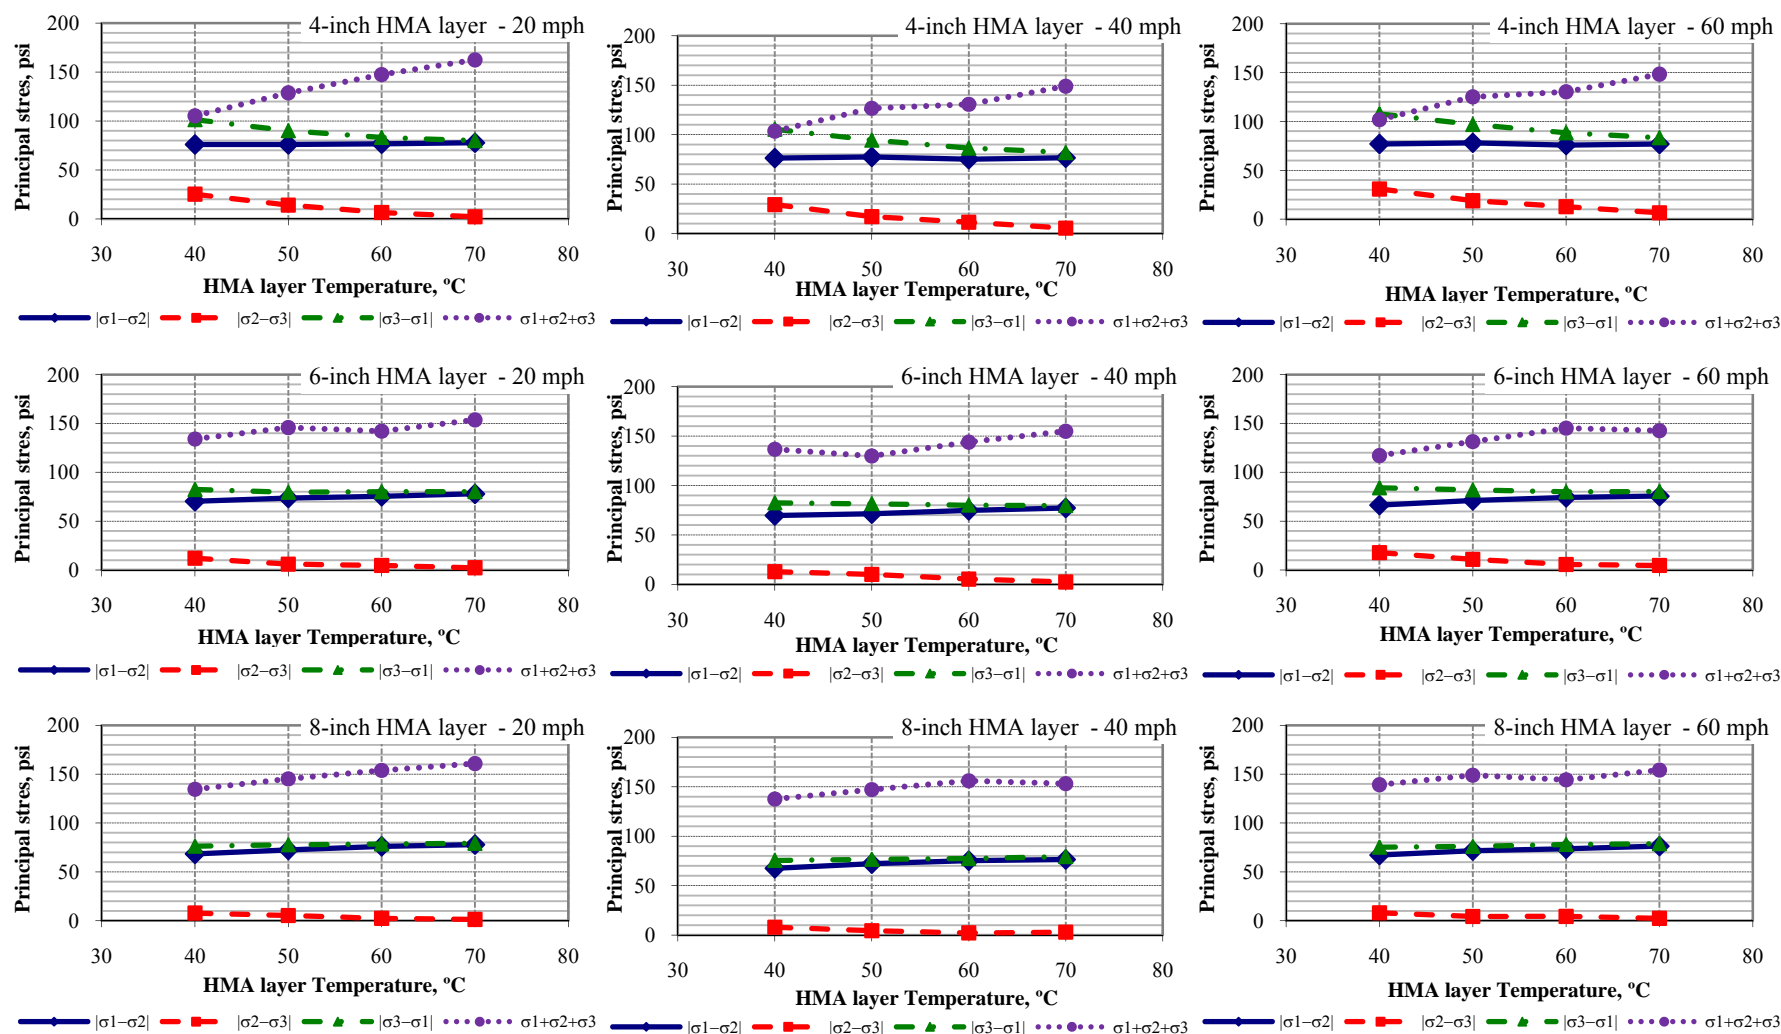 4-inch HMA layer - 20 mph
Principal stres, psi
200
150
100
50
0
30 40 50 60 70 80
HMA layer Temperature, ºC
|σ1−σ2| |σ2−σ3| |σ3−σ1| σ1+σ2+σ3
4-inch HMA layer - 40 mph
Principal stres, psi
200
150
100
50
0
30 40 50 60 70 80
HMA layer Temperature, ºC
|σ1−σ2| |σ2−σ3| |σ3−σ1| σ1+σ2+σ3
4-inch HMA layer - 60 mph
Principal stres, psi
200
150
100
50
0
30 40 50 60 70 80
HMA layer Temperature, ºC
|σ1−σ2| |σ2−σ3| |σ3−σ1| σ1+σ2+σ3
6-inch HMA layer - 20 mph
Principal stres, psi
200
150
100
50
0
30 40 50 60 70 80
HMA layer Temperature, ºC
|σ1−σ2| |σ2−σ3| |σ3−σ1| σ1+σ2+σ3
6-inch HMA layer - 40 mph
Principal stres, psi
200
150
100
50
0
30 40 50 60 70 80
HMA layer Temperature, ºC
|σ1−σ2| |σ2−σ3| |σ3−σ1| σ1+σ2+σ3
6-inch HMA layer - 60 mph
Principal stres, psi
200
150
100
50
0
30 40 50 60 70 80
HMA layer Temperature, ºC
|σ1−σ2| |σ2−σ3| |σ3−σ1| σ1+σ2+σ3
8-inch HMA layer - 20 mph
Principal stres, psi
200
150
100
50
0
30 40 50 60 70 80
HMA layer Temperature, ºC
|σ1−σ2| |σ2−σ3| |σ3−σ1| σ1+σ2+σ3
8-inch HMA layer - 40 mph
Principal stres, psi
200
150
100
50
0
30 40 50 60 70 80
HMA layer Temperature, ºC
|σ1−σ2| |σ2−σ3| |σ3−σ1| σ1+σ2+σ3
8-inch HMA layer - 60 mph
Principal stres, psi
200
150
100
50
0
30 40 50 60 70 80
HMA layer Temperature, ºC
|σ1−σ2| |σ2−σ3| |σ3−σ1| σ1+σ2+σ3